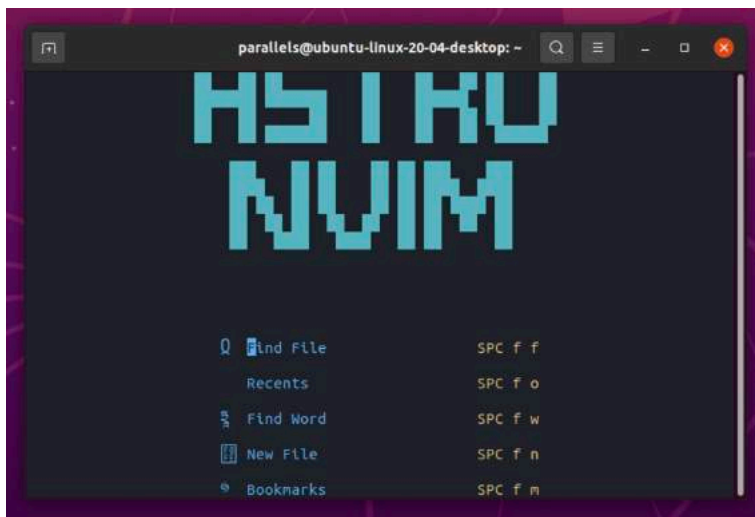 parallels@ubuntu-linux-20-04-desktop: ~
ASTRO
NVIM
Find File SPC f f
Recents SPC f o
Find Word SPC f w
New File SPC f n
Bookmarks SPC f m